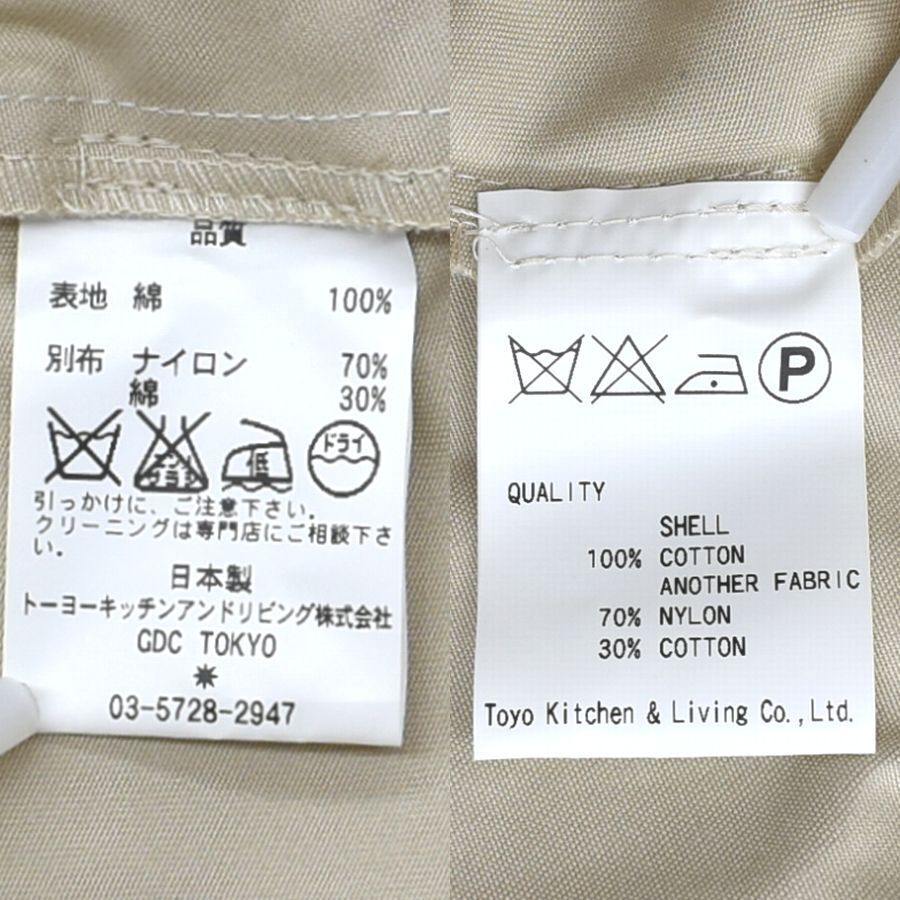 品質
表地 綿 100%
別布 ナイロン 70%
綿 30%
低 ドライ
引っかけに、ご注意下さい。
クリーニングは専門店にご相談下さ
い。
日本製
トーヨーキッチンアンドリビング株式会社
GDC TOKYO
03-5728-2947
P
QUALITY
SHELL
100% COTTON
ANOTHER FABRIC
70% NYLON
30% COTTON
Toyo Kitchen & Living Co.,Ltd.